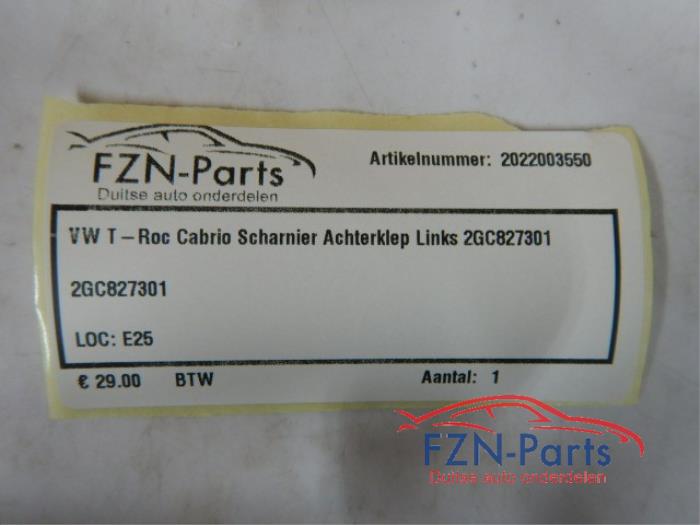 FZN-Parts
Duitse auto onderdelen
Artikelnummer: 2022003550
VW T-Roc Cabrio Scharnier Achterklep Links 2GC827301
2GC827301
LOC: E25
€ 29.00 BTW Aantal: 1
FZN-Parts
Duitse auto onderdelen